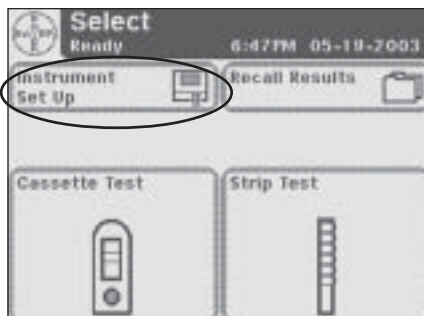 Select
Ready 6:47PM 05-19-2003
Instrument Recall Results
Set Up
Cassette Test Strip Test